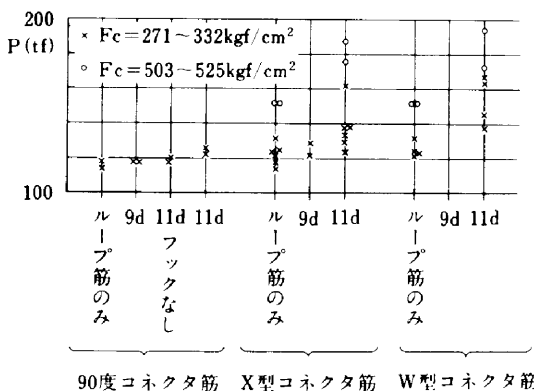 200
P(tf)
× Fc=271~332kgf/cm²
○ Fc=503~525kgf/cm²
100
ループ筋のみ
9d
11d
フックなし
11d
ループ筋のみ
9d
11d
ループ筋のみ
9d
11d
90度コネクタ筋
X型コネクタ筋
W型コネクタ筋